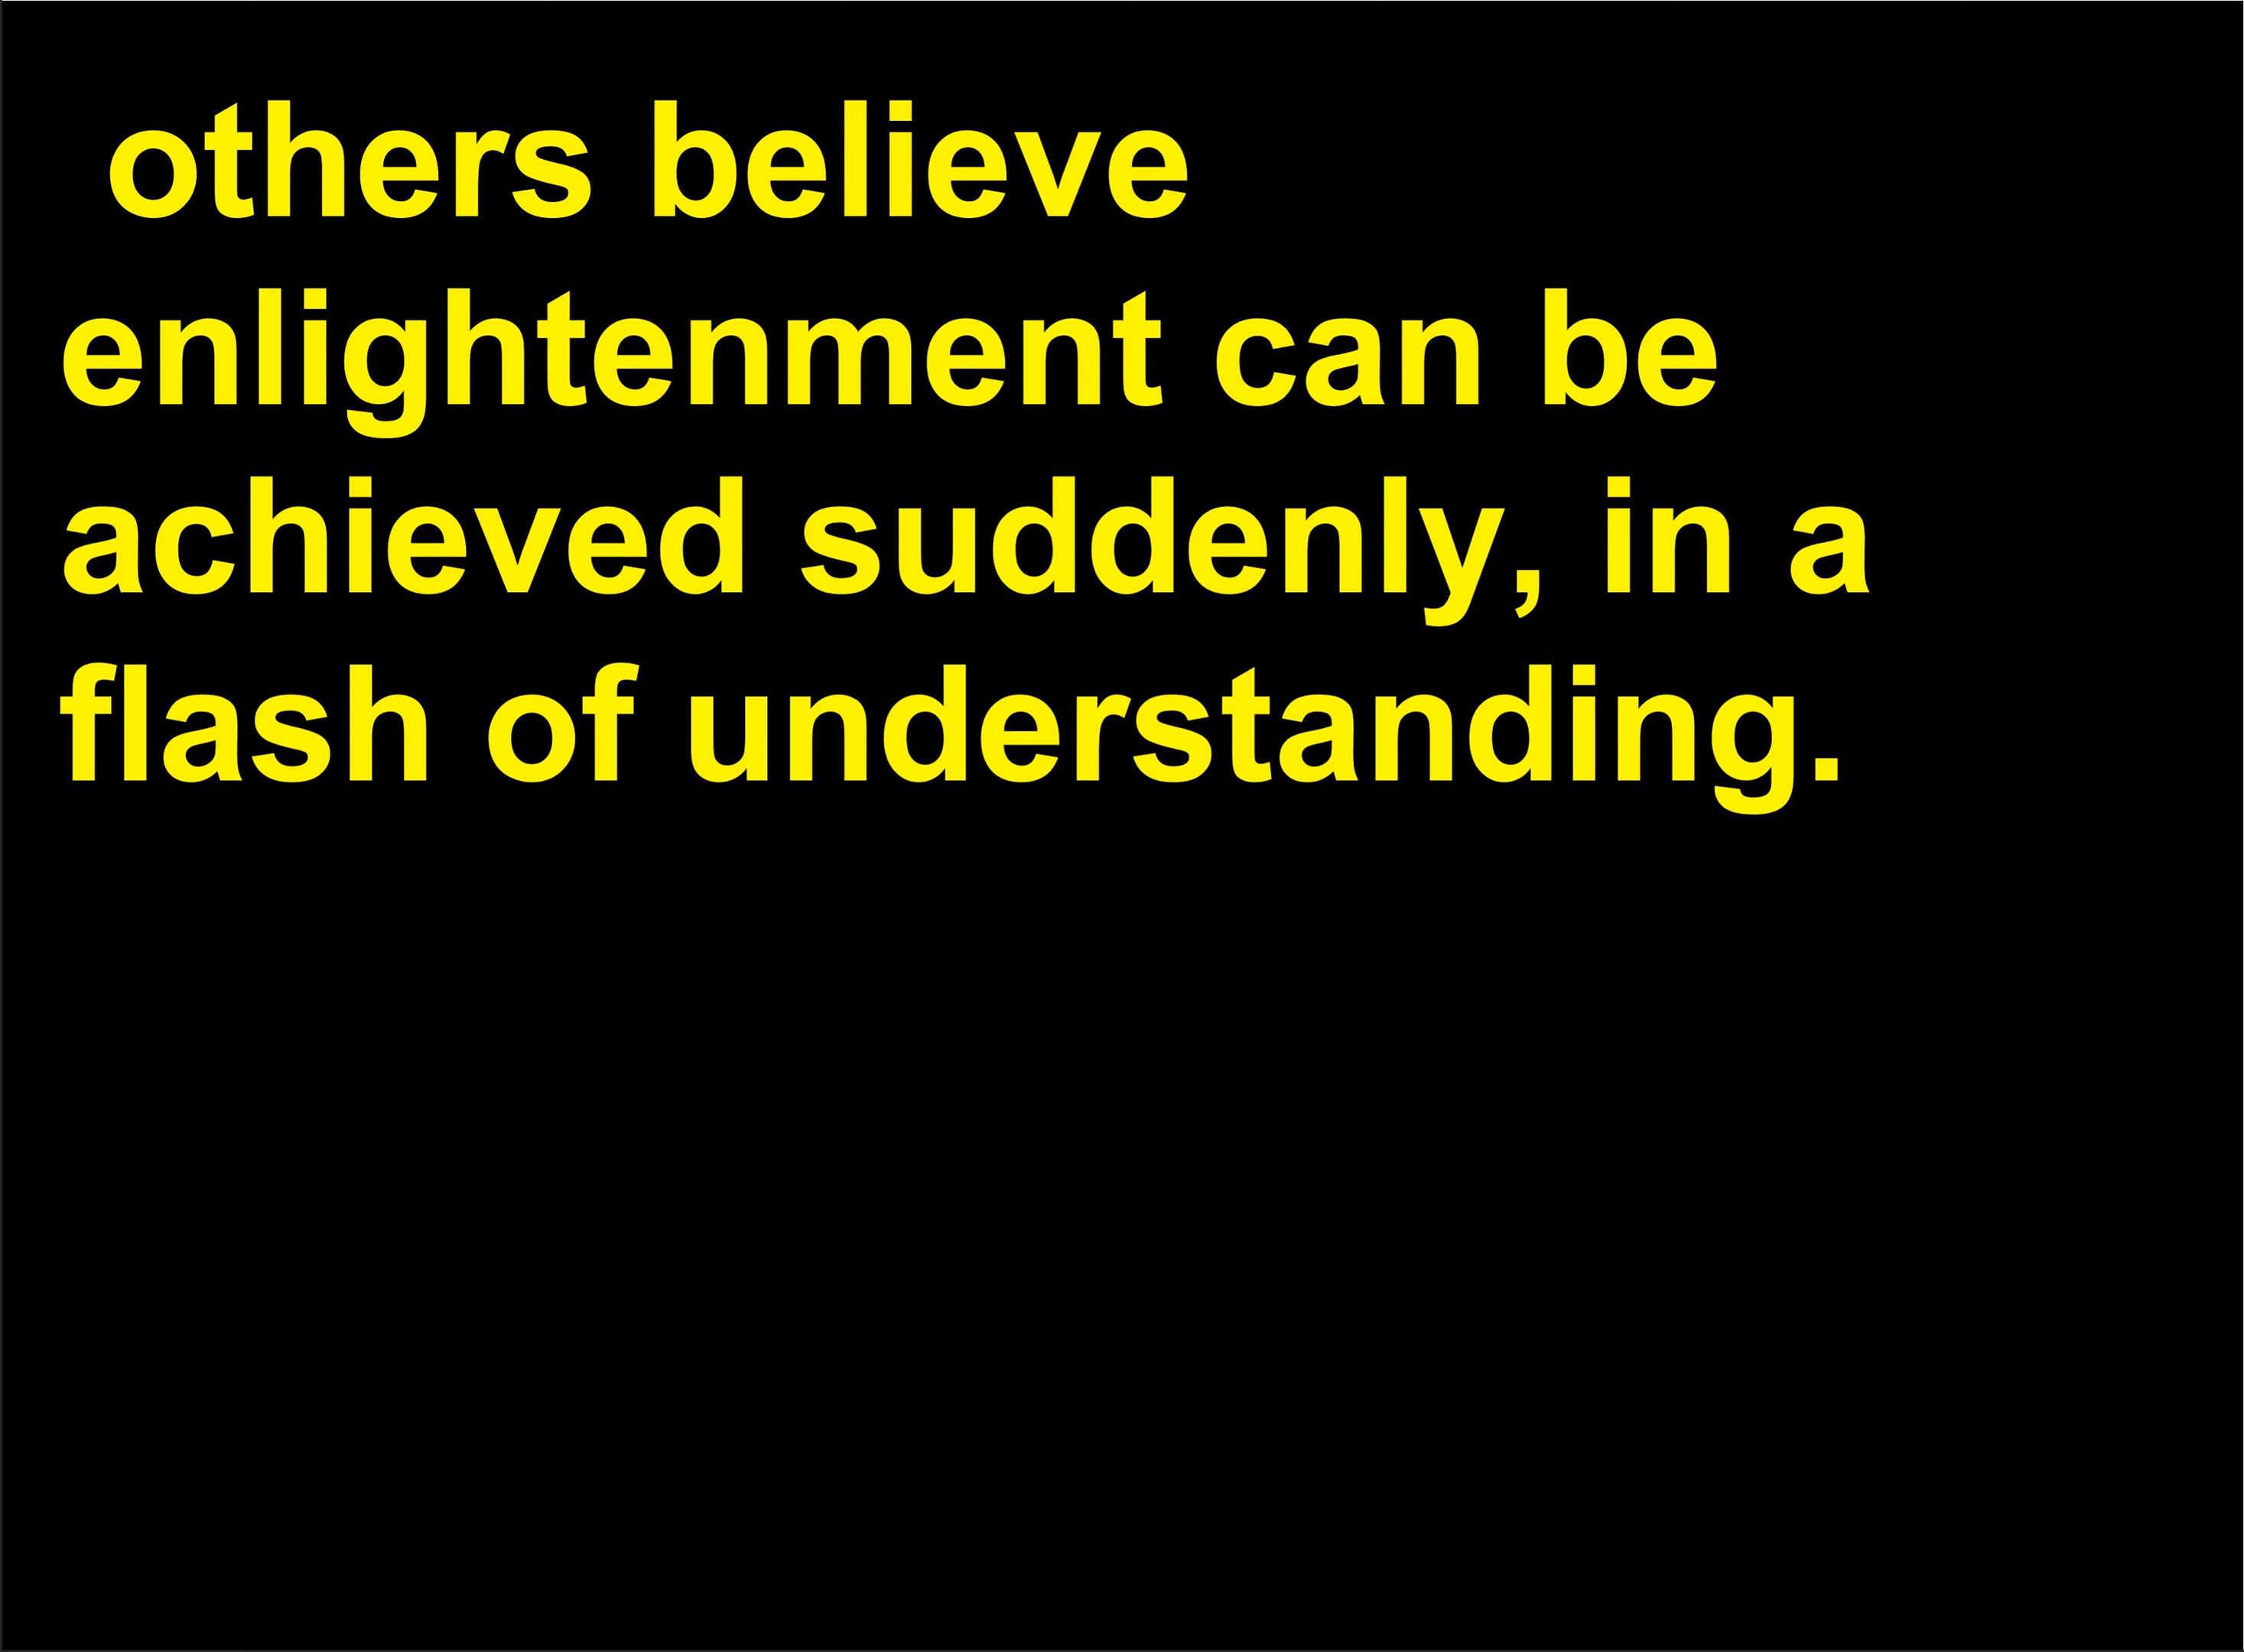 others believe
enlightenment can be
achieved suddenly, in a
flash of understanding.